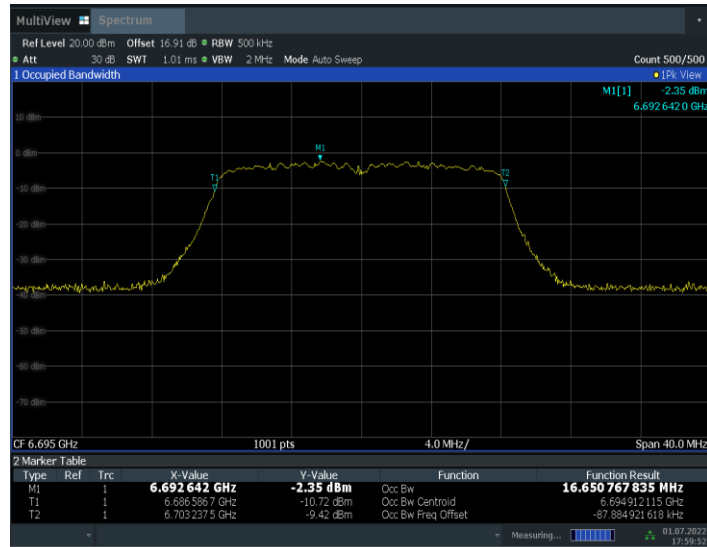 MultiView Spectrum
Ref Level 20.00 dBm Offset 16.91 dB RBW 500 kHz
Att 30 dB SWT 1.01 ms VBW 2 MHz Mode Auto Sweep Count 500/500
1 Occupied Bandwidth 1Pk View
M1[1] -2.35 dBm
6.692 642 0 GHz
10 dBm
0 dBm
M1
T1
T2
-10 dBm
-20 dBm
-30 dBm
-40 dBm
-50 dBm
-60 dBm
-70 dBm
CF 6.695 GHz 1001 pts 4.0 MHz/ Span 40.0 MHz
2 Marker Table
Type Ref Trc X-Value Y-Value Function Function Result
M1 1 6.692 642 GHz -2.35 dBm Occ Bw 16.650 767 835 MHz
T1 1 6.686 586 7 GHz -10.72 dBm Occ Bw Centroid 6.694 912 115 GHz
T2 1 6.703 237 5 GHz -9.42 dBm Occ Bw Freq Offset -87.884 921 618 kHz
Measuring... 01.07.2022
17:59:52